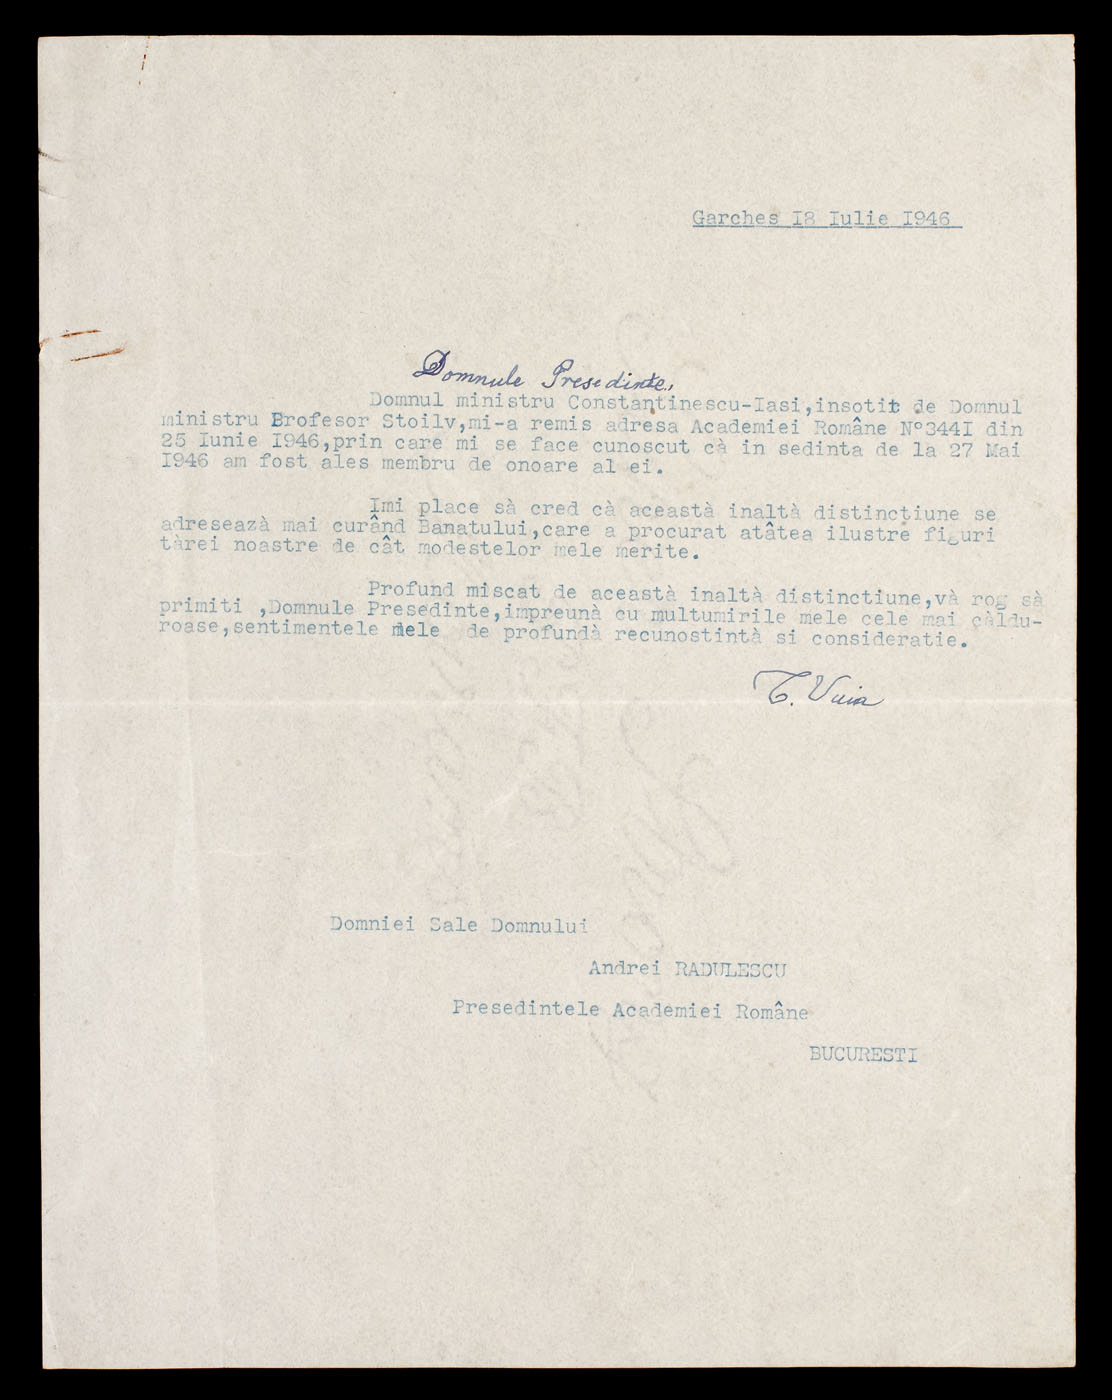 Garches I8 Iulie I946
Domnule Presedinte,
Domnul ministru Constantinescu-Iasi,insotit de Domnul
ministru Brofesor Stoilv,mi-a remis adresa Academiei Române N°344I din
25 Iunie I946,prin care mi se face cunoscut cà in sedinta de la 27 Mai
I946 am fost ales membru de onoare al ei.
Imi place sà cred cà aceastà inaltà distinctiune se
adreseazà mai curând Banatului,care a procurat atâtea ilustre figuri
tàrei noastre de cât modestelor mele merite.
Profund miscat de aceastà inaltà distinctiune,và rog sà
primiti ,Domnule Presedinte,impreunà cu multumirile mele cele mai càldu-
roase,sentimentele mele de profundà recunostintà si consideratie.
T. Vuia
Domniei Sale Domnului
Andrei RADULESCU
Presedintele Academiei Române
BUCURESTI